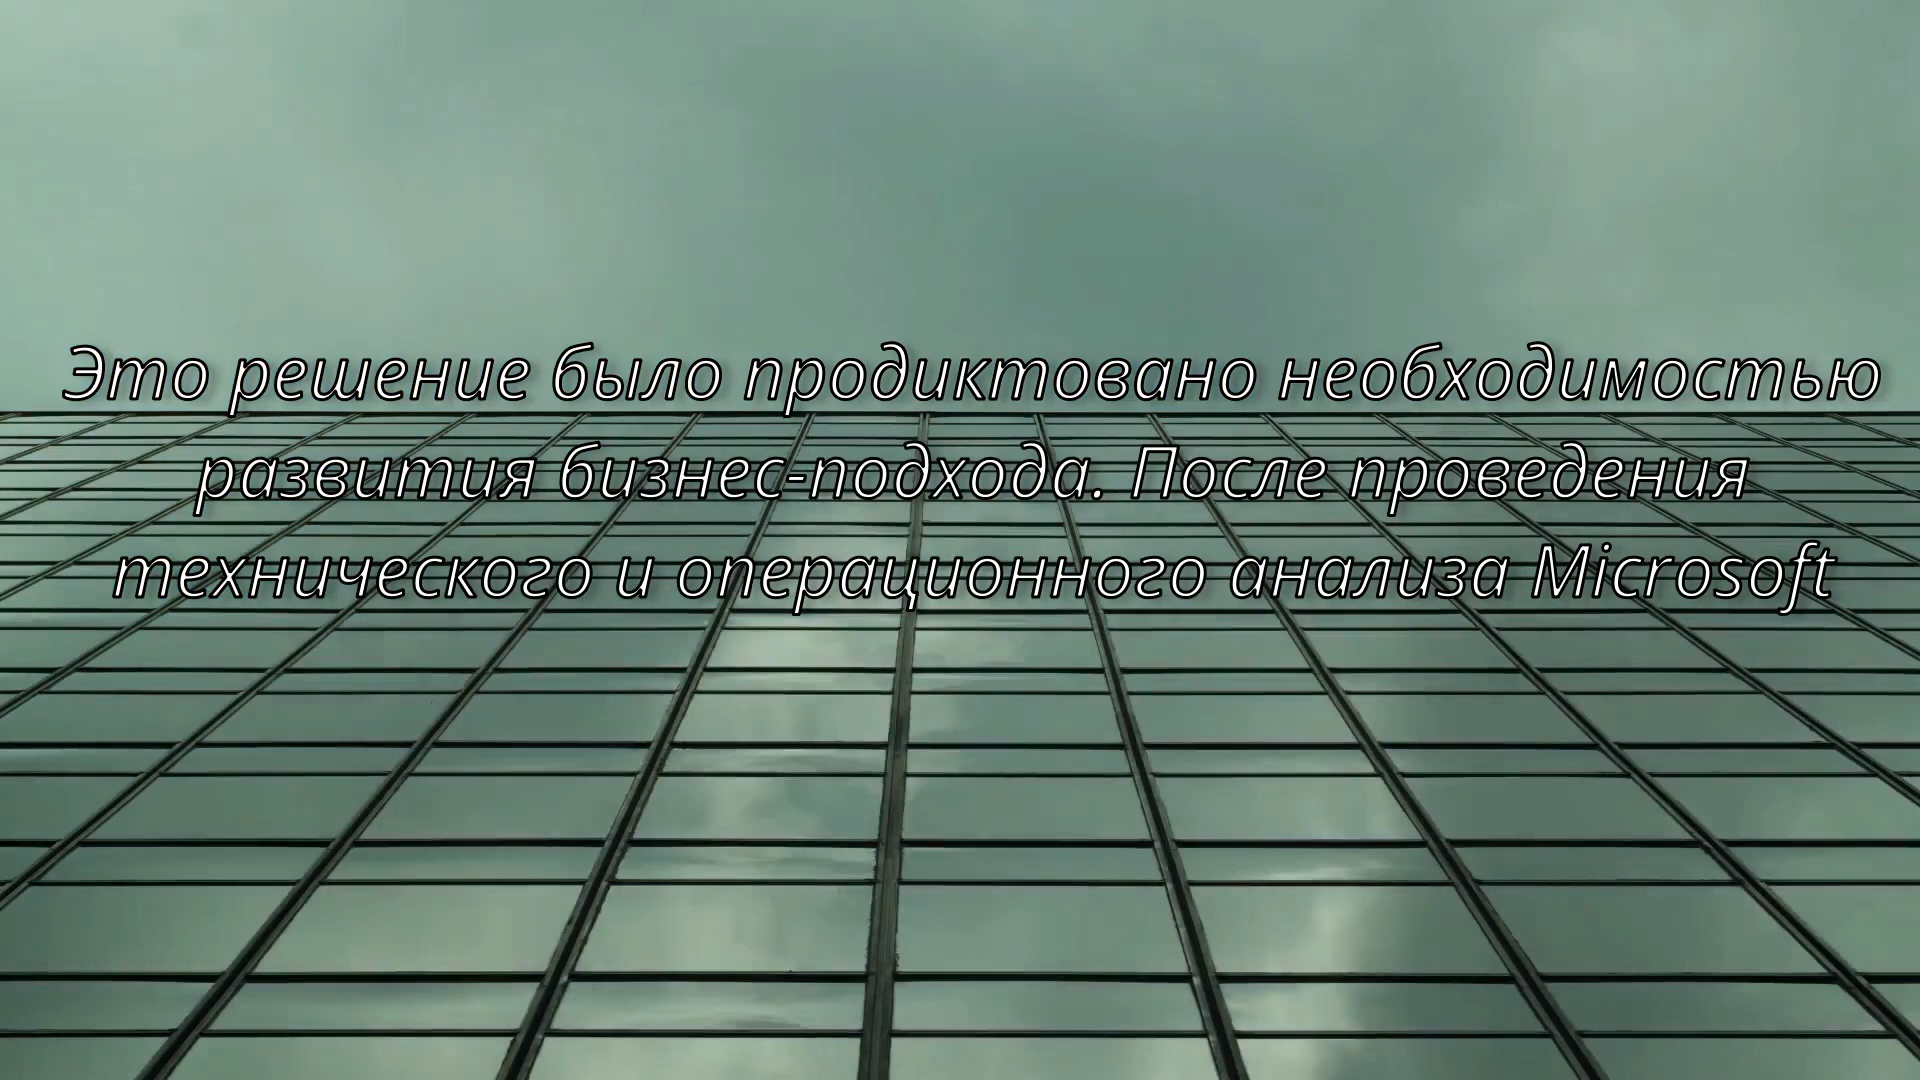 Это решение было продиктовано необходимостью
развития бизнес-подхода. После проведения
технического и операционного анализа Microsoft